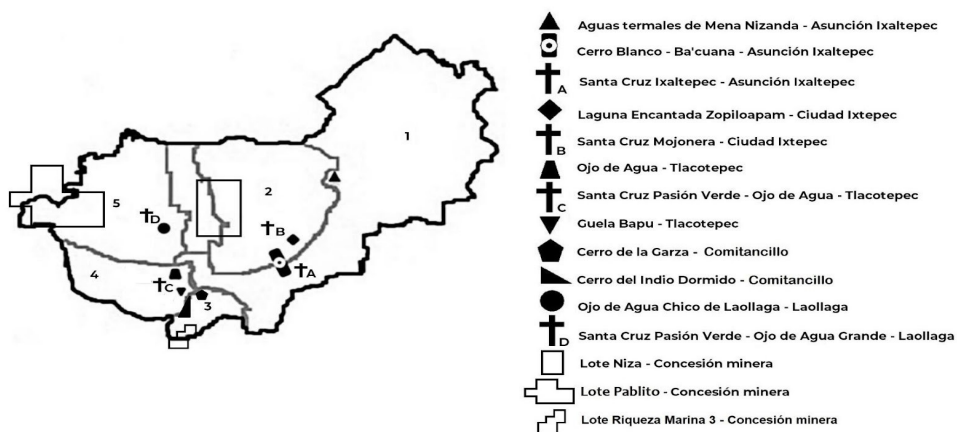 1
2
5
D
B
A
4
C
3
Aguas termales de Mena Nizanda - Asunción Ixaltepec
Cerro Blanco - Ba'cuana - Asunción Ixaltepec
A Santa Cruz Ixaltepec - Asunción Ixaltepec
Laguna Encantada Zopiloapam - Ciudad Ixtepec
B Santa Cruz Mojonera - Ciudad Ixtepec
Ojo de Agua - Tlacotepec
C Santa Cruz Pasión Verde - Ojo de Agua - Tlacotepec
Guela Bapu - Tlacotepec
Cerro de la Garza - Comitancillo
Cerro del Indio Dormido - Comitancillo
Ojo de Agua Chico de Laollaga - Laollaga
D Santa Cruz Pasión Verde - Ojo de Agua Grande - Laollaga
Lote Niza - Concesión minera
Lote Pablito - Concesión minera
Lote Riqueza Marina 3 - Concesión minera